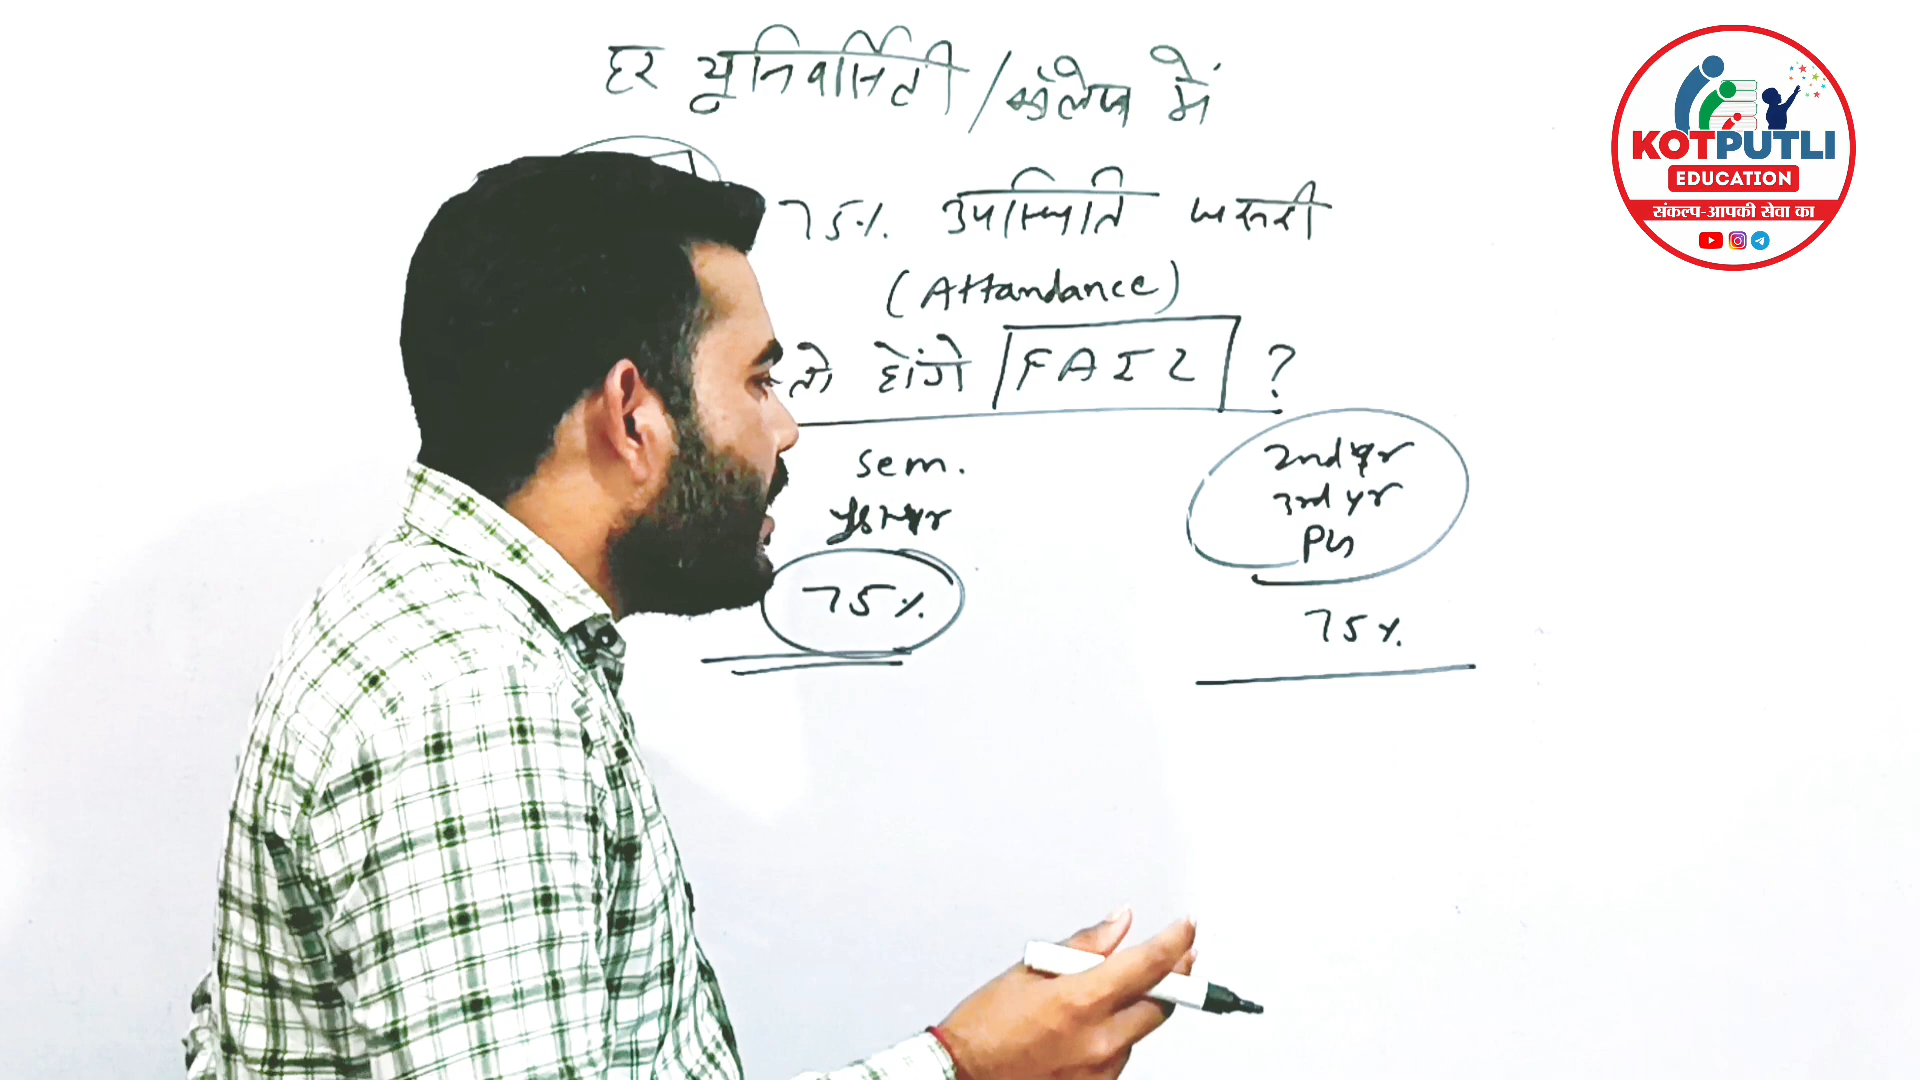 हर यूनिवर्सिटी/कॉलेज में
75% उपस्थिति जरुरी
(Attandance)
तो होंगे FAIL ?
sem.
75%
2nd yr
3rd yr
PG
75%
KOTPUTLI
EDUCATION
संकल्प-आपकी सेवा का